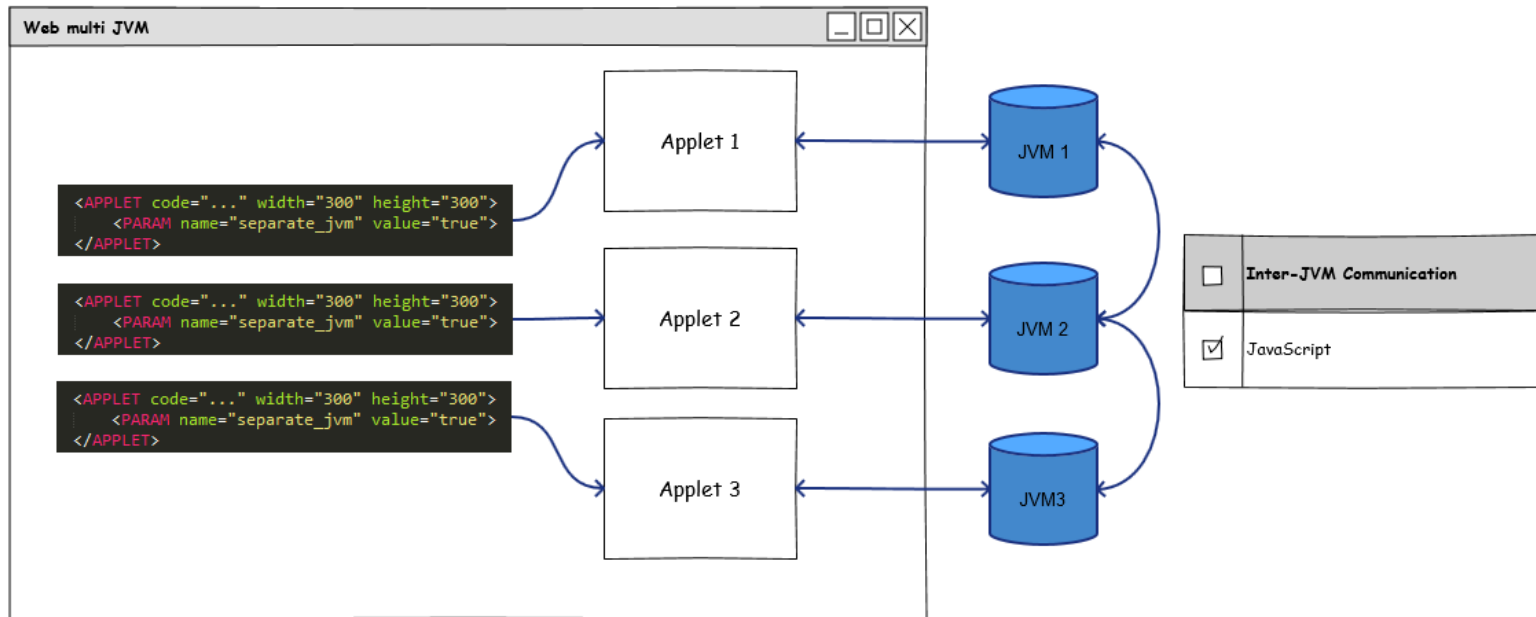 Web multi JVM
<APPLET code="..." width="300" height="300">
<PARAM name="separate_jvm" value="true">
</APPLET>
<APPLET code="..." width="300" height="300">
<PARAM name="separate_jvm" value="true">
</APPLET>
<APPLET code="..." width="300" height="300">
<PARAM name="separate_jvm" value="true">
</APPLET>
Applet 1
Applet 2
Applet 3
JVM 1
JVM 2
JVM3
Inter-JVM Communication
JavaScript